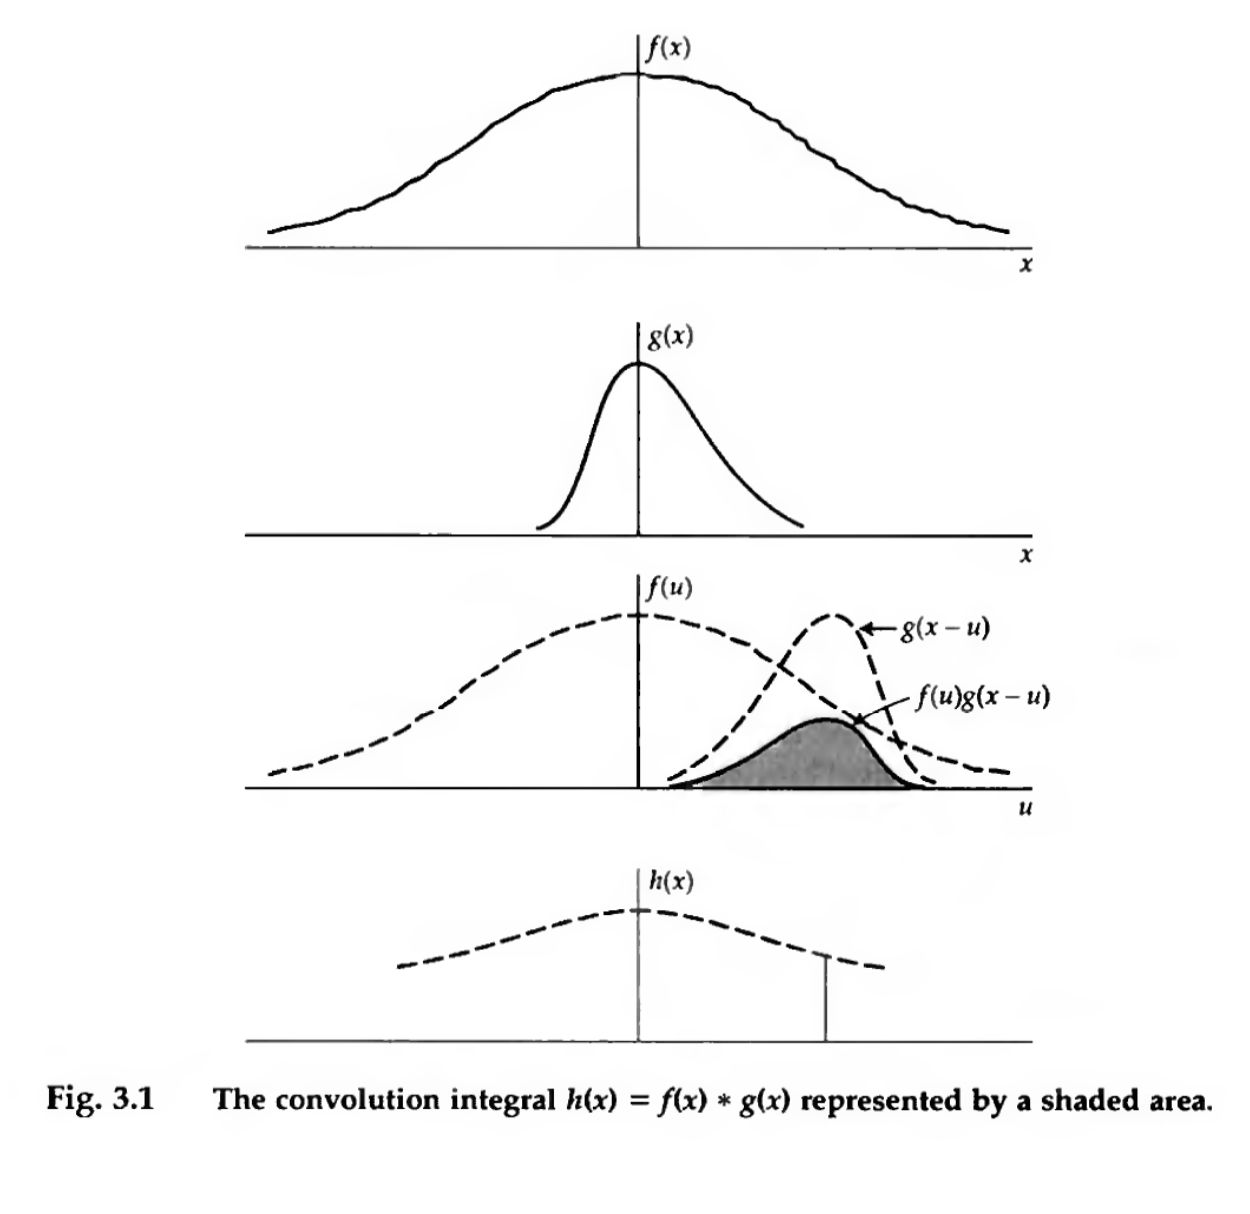 f(x)
x
g(x)
x
f(u)
g(x – u)
f(u)g(x – u)
u
h(x)
Fig. 3.1 The convolution integral h(x) = f(x) * g(x) represented by a shaded area.